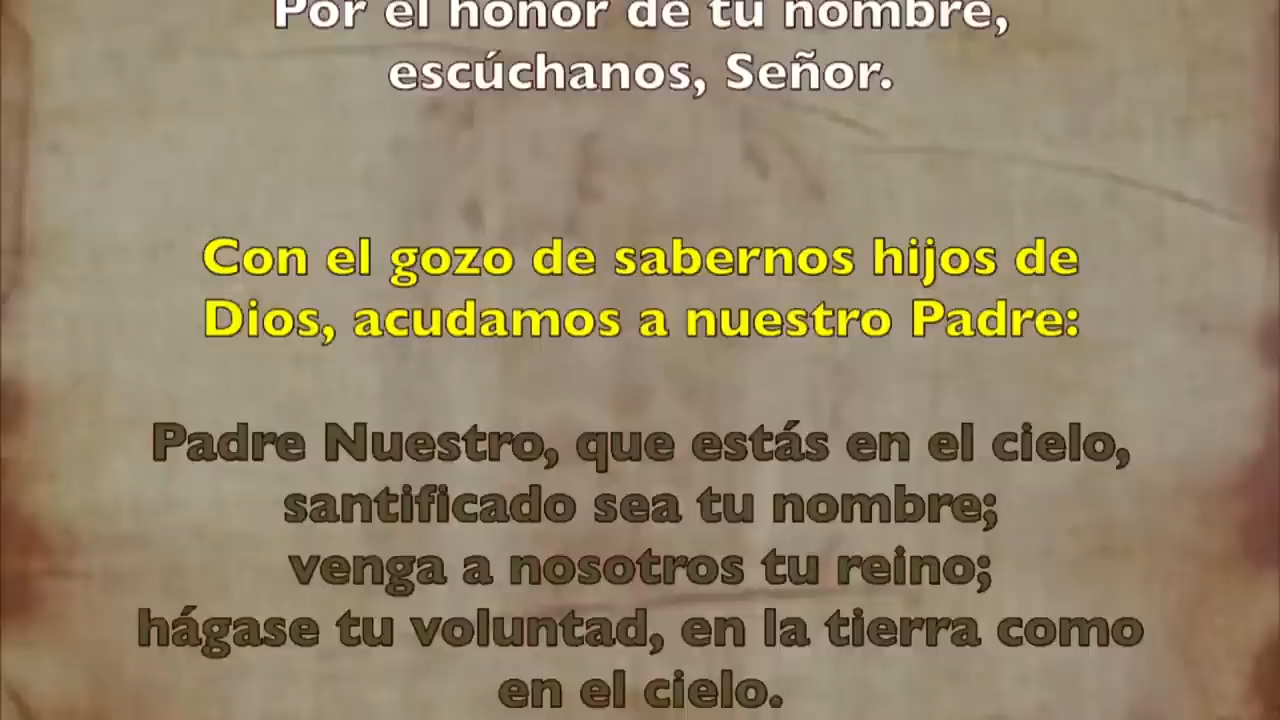 Por el honor de tu nombre,
escúchanos, Señor.
Con el gozo de sabernos hijos de
Dios, acudamos a nuestro Padre:
Padre Nuestro, que estás en el cielo,
santificado sea tu nombre;
venga a nosotros tu reino;
hágase tu voluntad, en la tierra como
en el cielo.